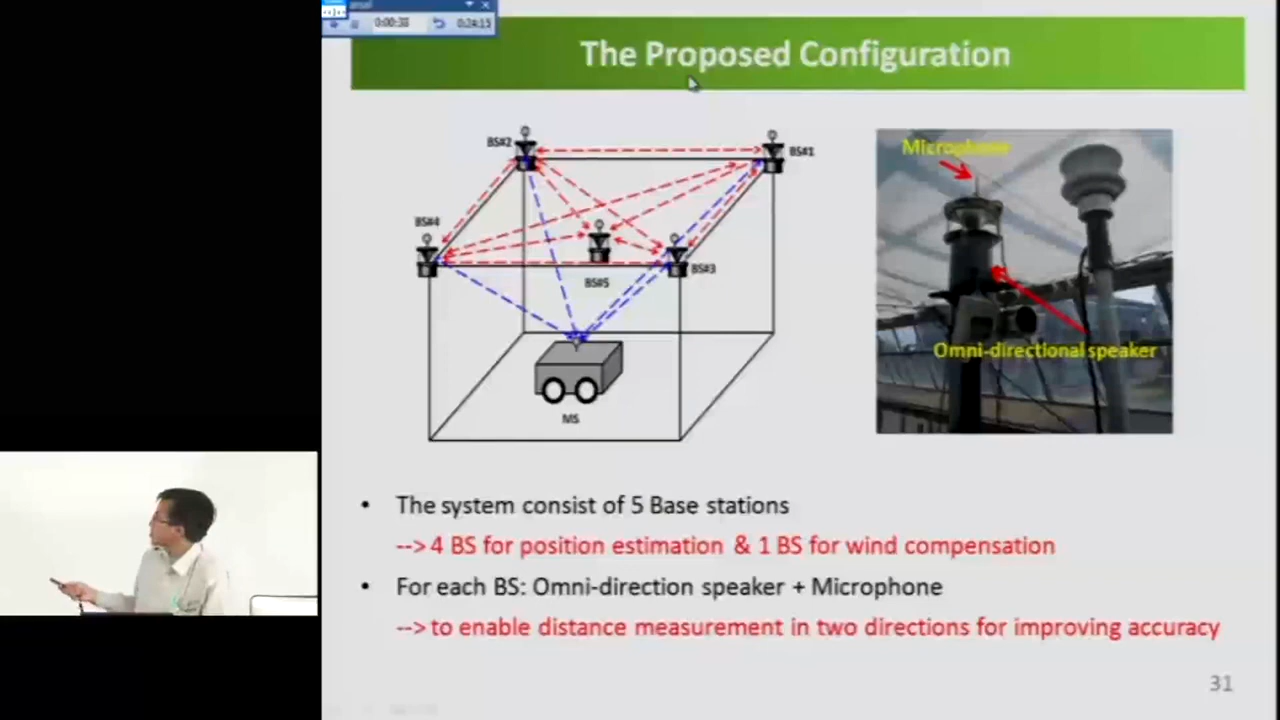 0:00:38
0:24:15
The Proposed Configuration
BS#2
BS#1
BS#4
BS#5
BS#3
MS
Microphone
Omni-directional speaker
• The system consist of 5 Base stations
--> 4 BS for position estimation & 1 BS for wind compensation
• For each BS: Omni-direction speaker + Microphone
--> to enable distance measurement in two directions for improving accuracy
31